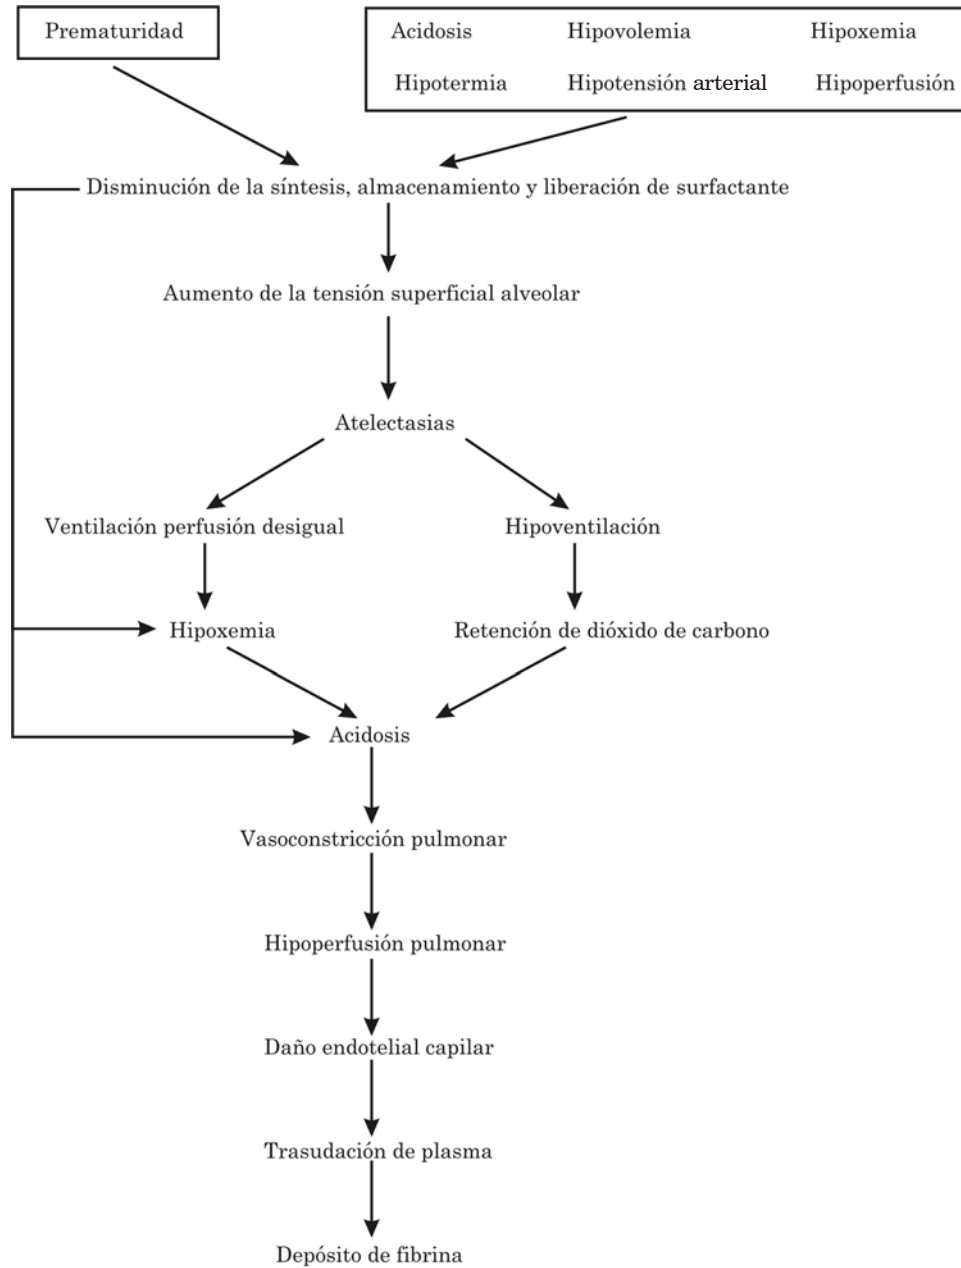 Prematuridad
Acidosis Hipovolemia Hipoxemia
Hipotermia Hipotensión arterial Hipoperfusión
Disminución de la síntesis, almacenamiento y liberación de surfactante
Aumento de la tensión superficial alveolar
Atelectasias
Ventilación perfusión desigual
Hipoventilación
Hipoxemia
Retención de dióxido de carbono
Acidosis
Vasoconstricción pulmonar
Hipoperfusión pulmonar
Daño endotelial capilar
Trasudación de plasma
Depósito de fibrina